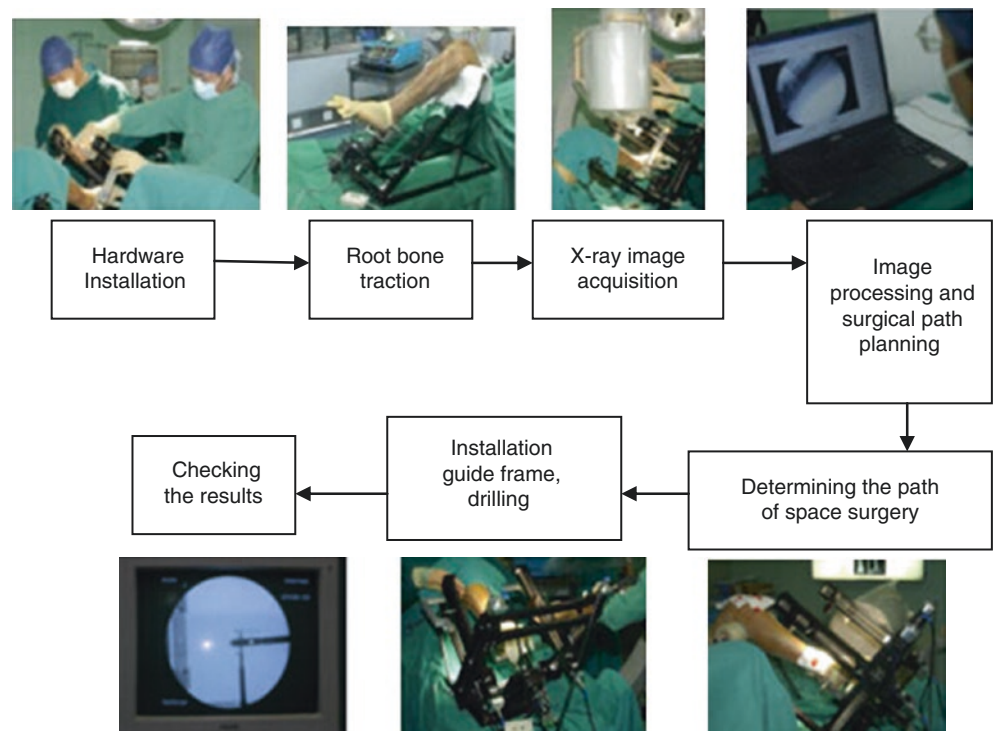 Hardware
Installation
Root bone
traction
X-ray image
acquisition
Image
processing and
surgical path
planning
Determining the path
of space surgery
Installation
guide frame,
drilling
Checking
the results